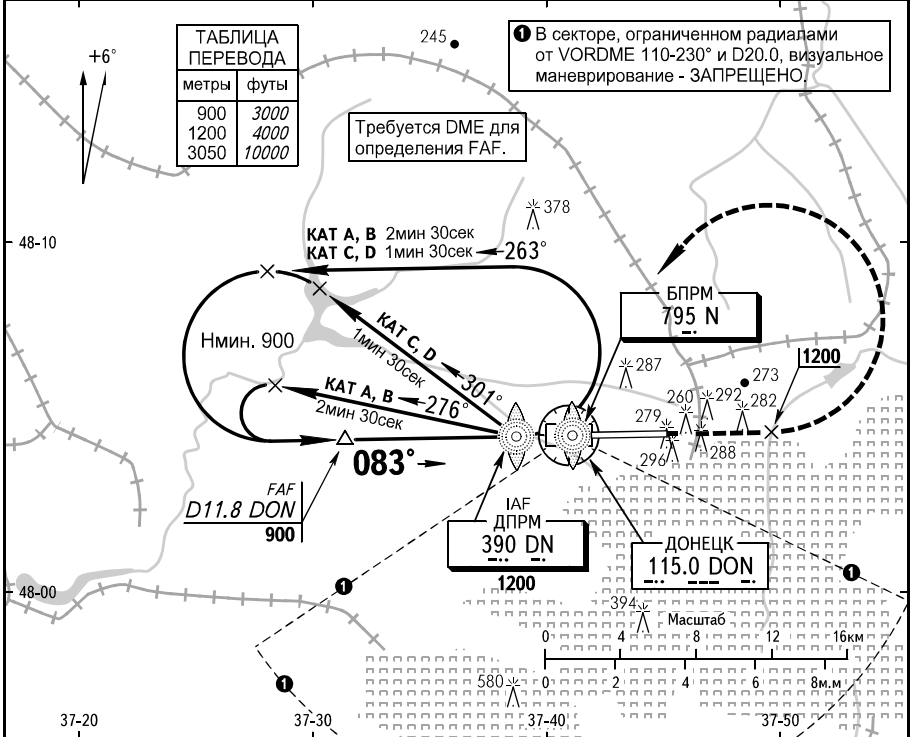 +6°
ТАБЛИЦА
ПЕРЕВОДА
метры футы
900 3000
1200 4000
3050 10000
245
❶ В секторе, ограниченном радиалами
от VORDME 110-230° и D20.0, визуальное
маневрирование - ЗАПРЕЩЕНО.
Требуется DME для
определения FAF.
378
48-10
КАТ A, B 2мин 30сек
КАТ C, D 1мин 30сек 263°
БПРМ
795 N
Hмин. 900
КАТ C, D 301°
1мин 30сек
КАТ A, B 276°
2мин 30сек
287
273
1200
260
292
282
279
296
288
083°
FAF
D11.8 DON
900
IAF
ДПРМ
390 DN
1200
ДОНЕЦК
115.0 DON
❶
❶
48-00
394
Масштаб
0 4 8 12 16км
0 2 4 6 8м.м
❶
580
37-20 37-30 37-40 37-50